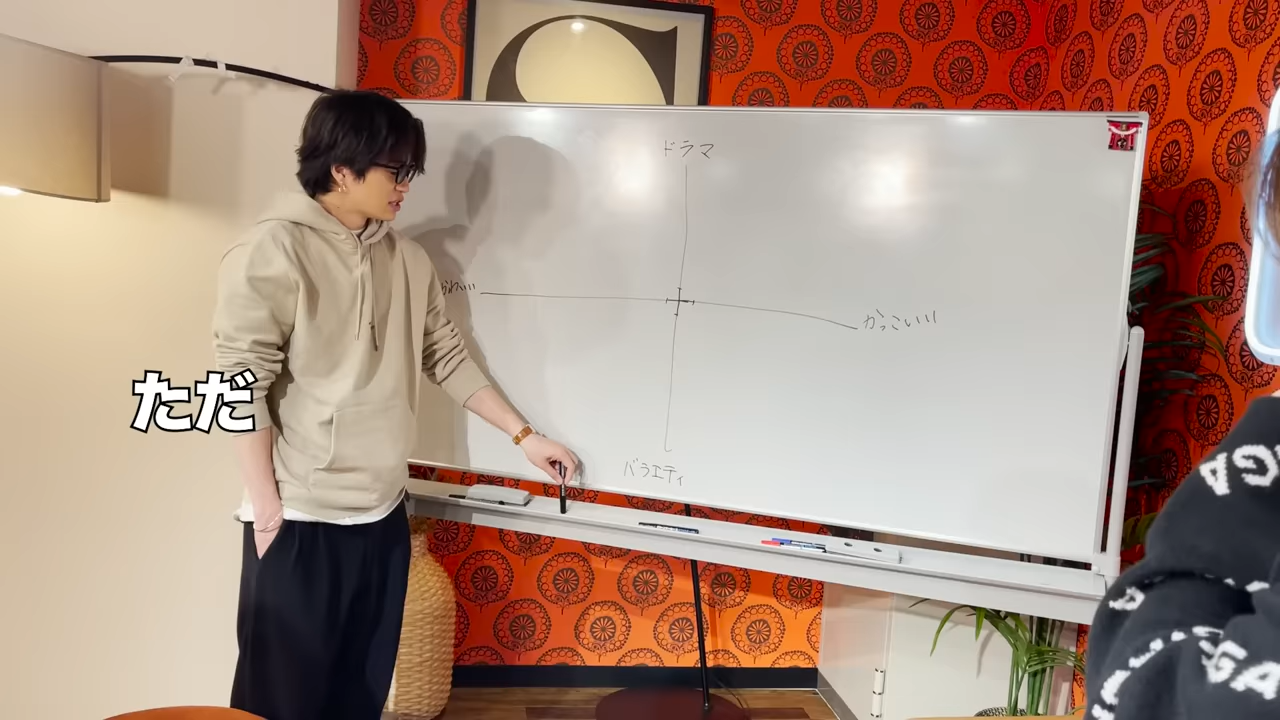 ドラマ
かわいい
かっこいい
ただ
バラエティ